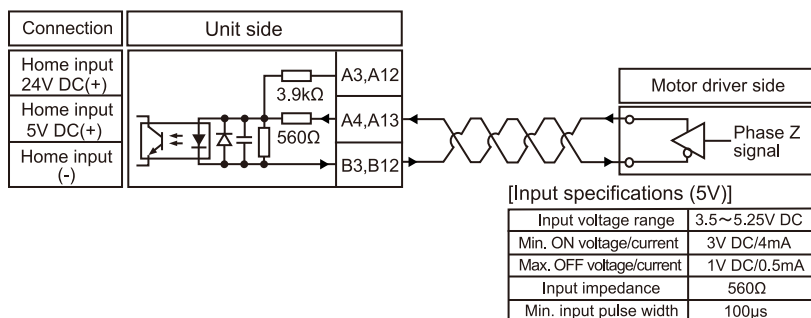 Connection
Unit side
Home input
24V DC(+)
Home input
5V DC(+)
Home input
(-)
3.9kΩ
560Ω
A3,A12
A4,A13
B3,B12
Motor driver side
Phase Z
signal
[Input specifications (5V)]
Input voltage range 3.5～5.25V DC
Min. ON voltage/current 3V DC/4mA
Max. OFF voltage/current 1V DC/0.5mA
Input impedance 560Ω
Min. input pulse width 100μs